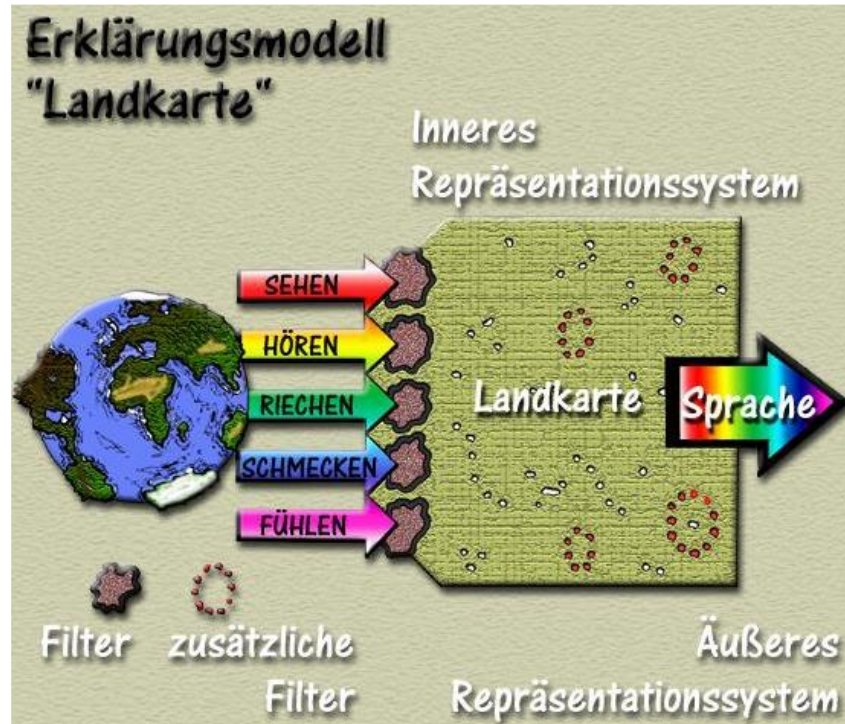 Erklärungsmodell
"Landkarte"
Inneres
Repräsentationssystem
SEHEN
HÖREN
RIECHEN
SCHMECKEN
FÜHLEN
Landkarte
Sprache
Filter
zusätzliche
Filter
Äußeres
Repräsentationssystem